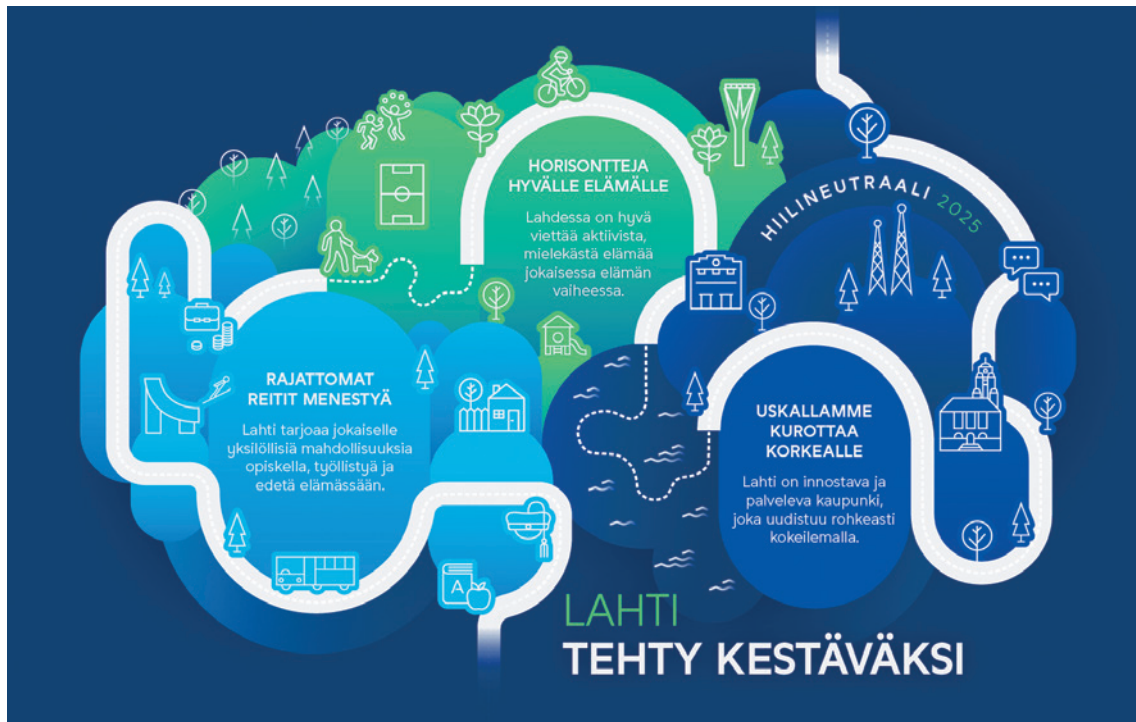 HORISONTTEJA
HYVÄLLE ELÄMÄLLE
Lahdessa on hyvä
viettää aktiivista,
mielekästä elämää
jokaisessa elämän
vaiheessa.
HIILINEUTRAALI 2025
RAJATTOMAT
REITIT MENESTYÄ
Lahti tarjoaa jokaiselle
yksilöllisiä mahdollisuuksia
opiskella, työllistyä ja
edetä elämässään.
USKALLAMME
KUROTTAA
KORKEALLE
Lahti on innostava ja
palveleva kaupunki,
joka uudistuu rohkeasti
kokeilemalla.
A
LAHTI
TEHTY KESTÄVÄKSI